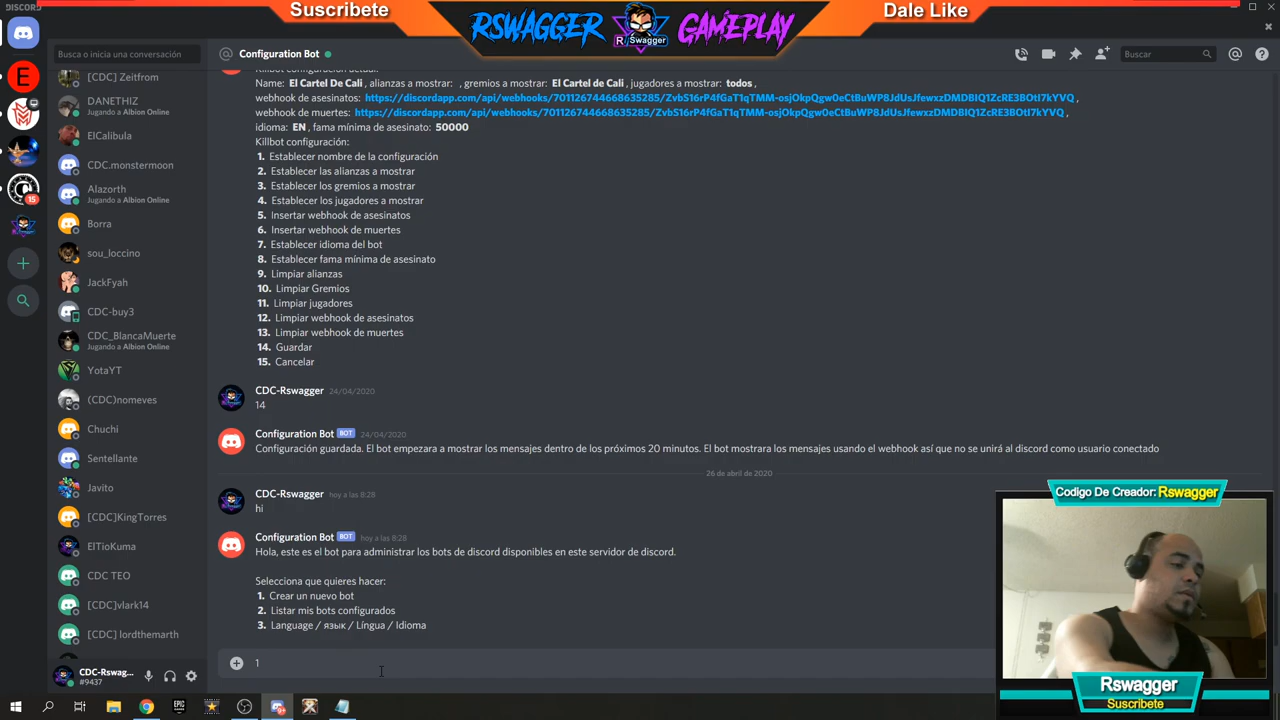 DISCORD
Suscribete
RSWAGGER
R/Swagger
GAMEPLAY
Dale Like
Busca o inicia una conversación
Configuration Bot
Buscar
Killbot configuración actual:
Name: El Cartel De Cali , alianzas a mostrar: , gremios a mostrar: El Cartel de Cali , jugadores a mostrar: todos ,
webhook de asesinatos: https://discordapp.com/api/webhooks/701126744668635285/ZvbS16rP4fGaT1qTMM-osjOkpQgw0eCtBuWP8JdUsJfewxzDMDBIQ1ZcRE3BOtI7kYVQ ,
webhook de muertes: https://discordapp.com/api/webhooks/701126744668635285/ZvbS16rP4fGaT1qTMM-osjOkpQgw0eCtBuWP8JdUsJfewxzDMDBIQ1ZcRE3BOtI7kYVQ ,
idioma: EN , fama mínima de asesinato: 50000
Killbot configuración:
1. Establecer nombre de la configuración
2. Establecer las alianzas a mostrar
3. Establecer los gremios a mostrar
4. Establecer los jugadores a mostrar
5. Insertar webhook de asesinatos
6. Insertar webhook de muertes
7. Establecer idioma del bot
8. Establecer fama mínima de asesinato
9. Limpiar alianzas
10. Limpiar Gremios
11. Limpiar jugadores
12. Limpiar webhook de asesinatos
13. Limpiar webhook de muertes
14. Guardar
15. Cancelar
CDC-Rswagger 24/04/2020
14
Configuration Bot BOT 24/04/2020
Configuración guardada. El bot empezara a mostrar los mensajes dentro de los próximos 20 minutos. El bot mostrara los mensajes usando el webhook así que no se unirá al discord como usuario conectado
26 de abril de 2020
CDC-Rswagger hoy a las 8:28
hi
Configuration Bot BOT hoy a las 8:28
Hola, este es el bot para administrar los bots de discord disponibles en este servidor de discord.
Selecciona que quieres hacer:
1. Crear un nuevo bot
2. Listar mis bots configurados
3. Language / язык / Língua / Idioma
1
[CDC] Zeitfrom
DANETHIZ
ElCalibula
CDC.monstermoon
Alazorth
Jugando a Albion Online
Borra
sou_loccino
JackFyah
CDC-buy3
CDC_BlancaMuerte
Jugando a Albion Online
YotaYT
(CDC)nomeves
Chuchi
Sentellante
Javito
[CDC]KingTorres
ElTioKuma
CDC TEO
[CDC]vlark14
[CDC] lordthemarth
CDC-Rswag...
#9437
E
15
EPIC
Codigo De Creador: Rswagger
Rswagger
Suscribete